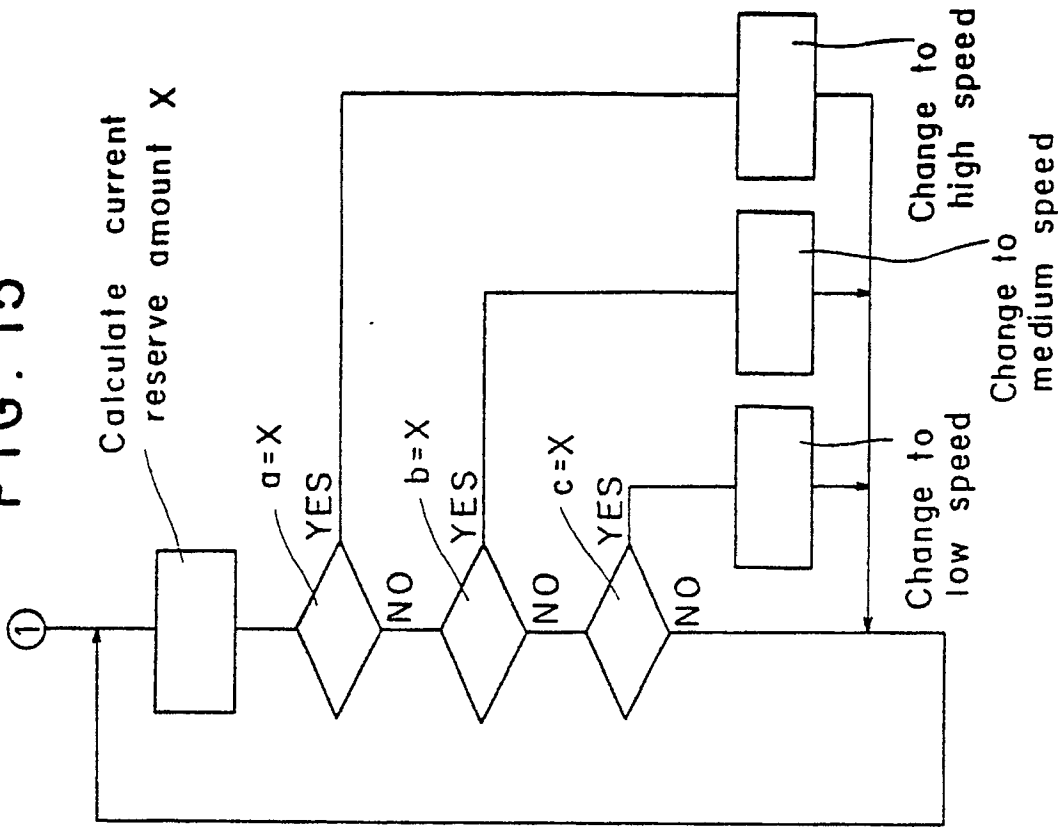 FIG. 15
1
Calculate current
reserve amount X
a=X
YES
NO
b=X
YES
NO
c=X
YES
NO
Change to
low speed
Change to
medium speed
Change to
high speed